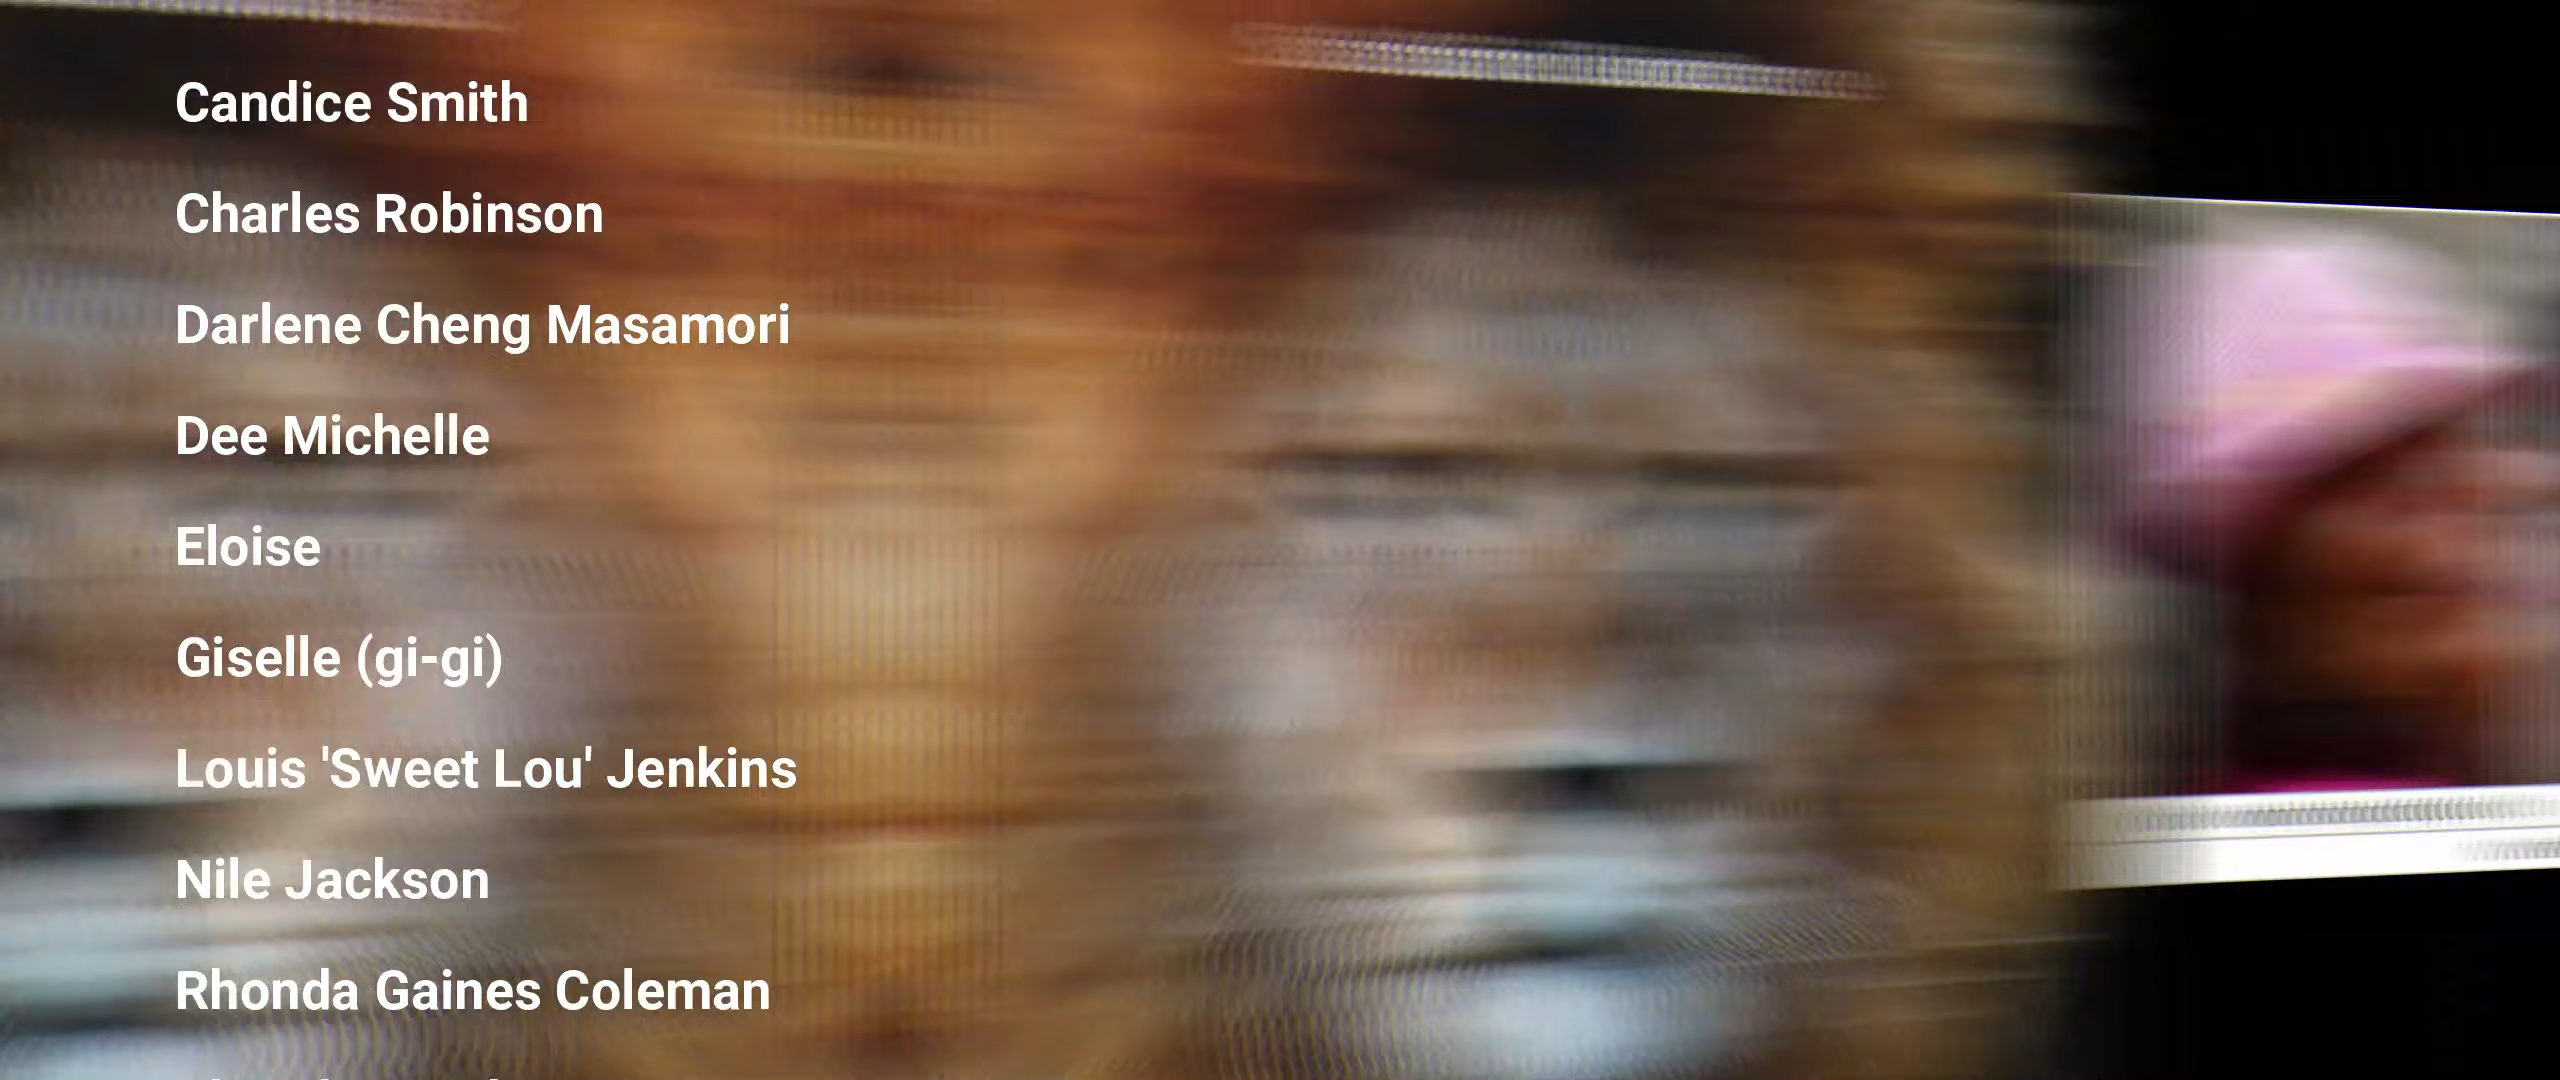 Candice Smith
Charles Robinson
Darlene Cheng Masamori
Dee Michelle
Eloise
Giselle (gi-gi)
Louis 'Sweet Lou' Jenkins
Nile Jackson
Rhonda Gaines Coleman